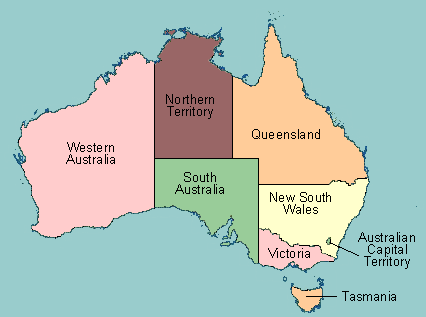 Northern
Territory
Western
Australia
Queensland
South
Australia
New South
Wales
Australian
Capital
Territory
Victoria
Tasmania